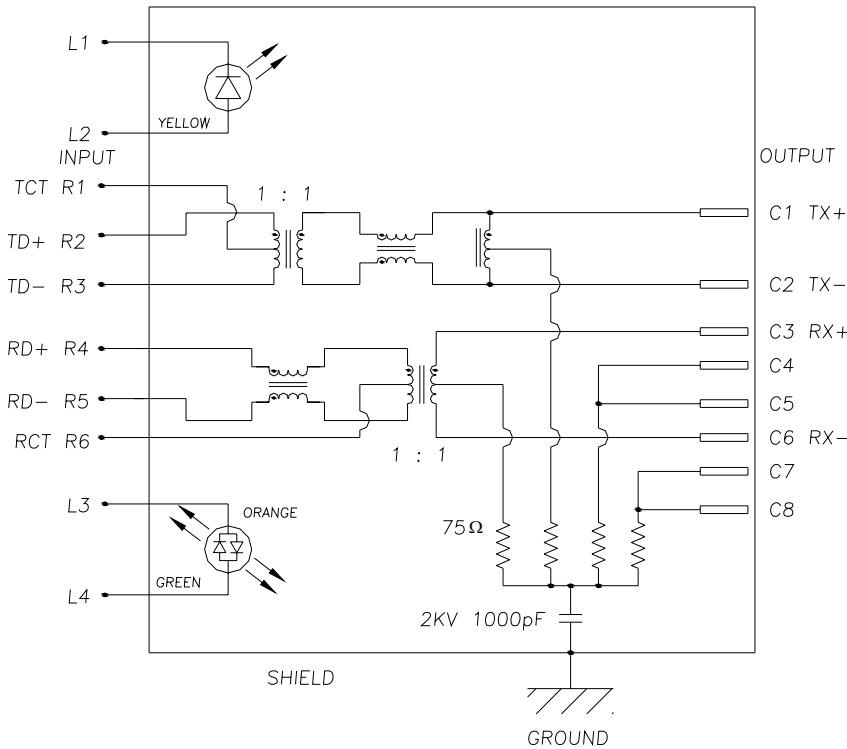 L1
L2
YELLOW
INPUT
OUTPUT
TCT R1
1 : 1
C1 TX+
TD+ R2
TD- R3
C2 TX-
C3 RX+
RD+ R4
C4
RD- R5
C5
RCT R6
C6 RX-
1 : 1
C7
L3
ORANGE
C8
75Ω
GREEN
L4
2KV 1000pF
SHIELD
GROUND